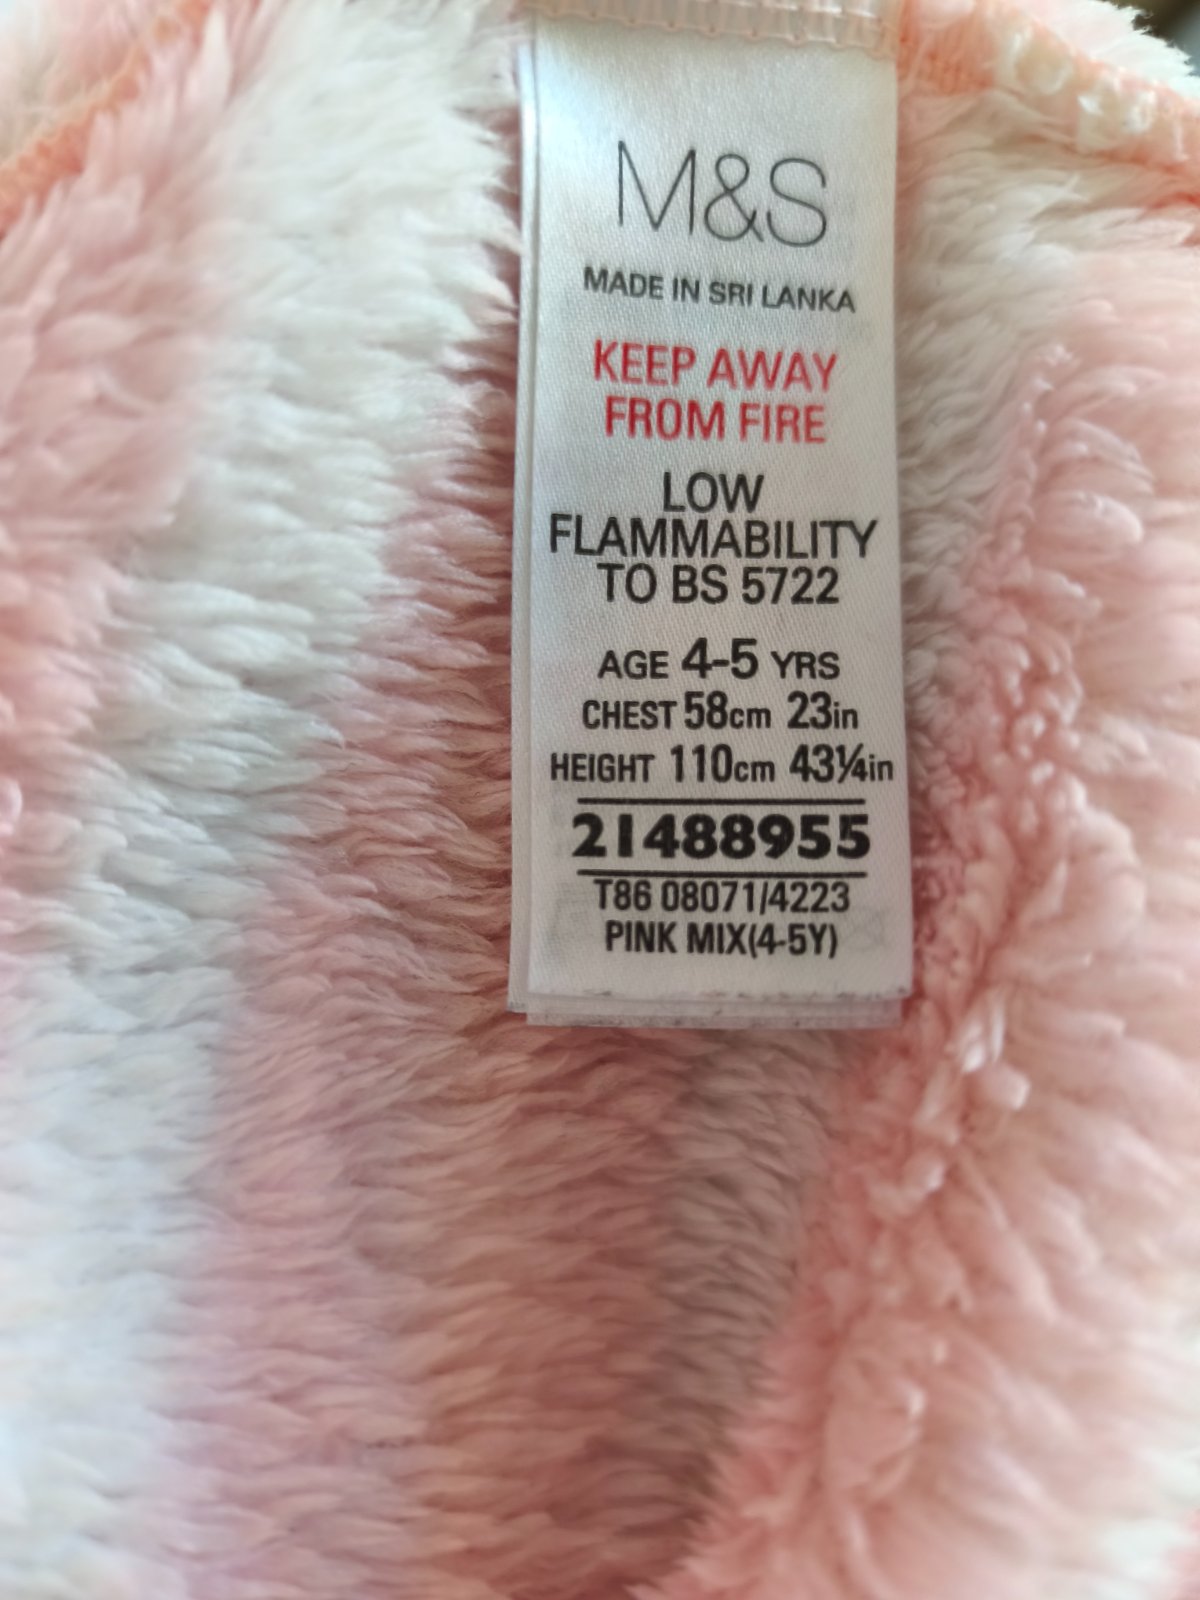 M&S
MADE IN SRI LANKA
KEEP AWAY
FROM FIRE
LOW
FLAMMABILITY
TO BS 5722
AGE 4-5 YRS
CHEST 58cm 23in
HEIGHT 110cm 43¼in
21488955
T86 08071/4223
PINK MIX(4-5Y)